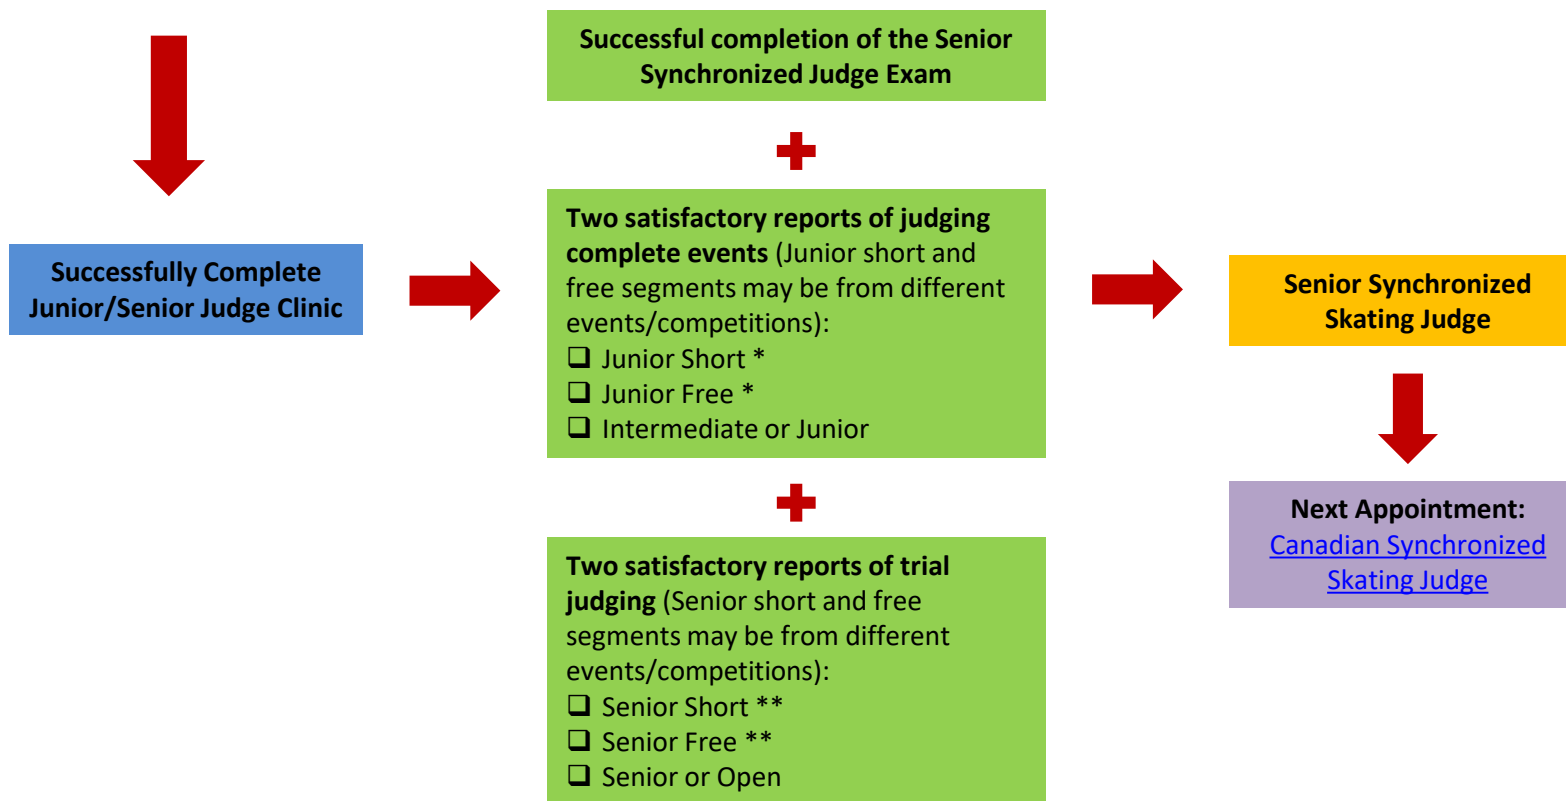 Successful completion of the Senior
Synchronized Judge Exam
Successfully Complete
Junior/Senior Judge Clinic
Two satisfactory reports of judging
complete events (Junior short and
free segments may be from different
events/competitions):
❑ Junior Short *
❑ Junior Free *
❑ Intermediate or Junior
Two satisfactory reports of trial
judging (Senior short and free
segments may be from different
events/competitions):
❑ Senior Short **
❑ Senior Free **
❑ Senior or Open
Senior Synchronized
Skating Judge
Next Appointment:
Canadian Synchronized
Skating Judge